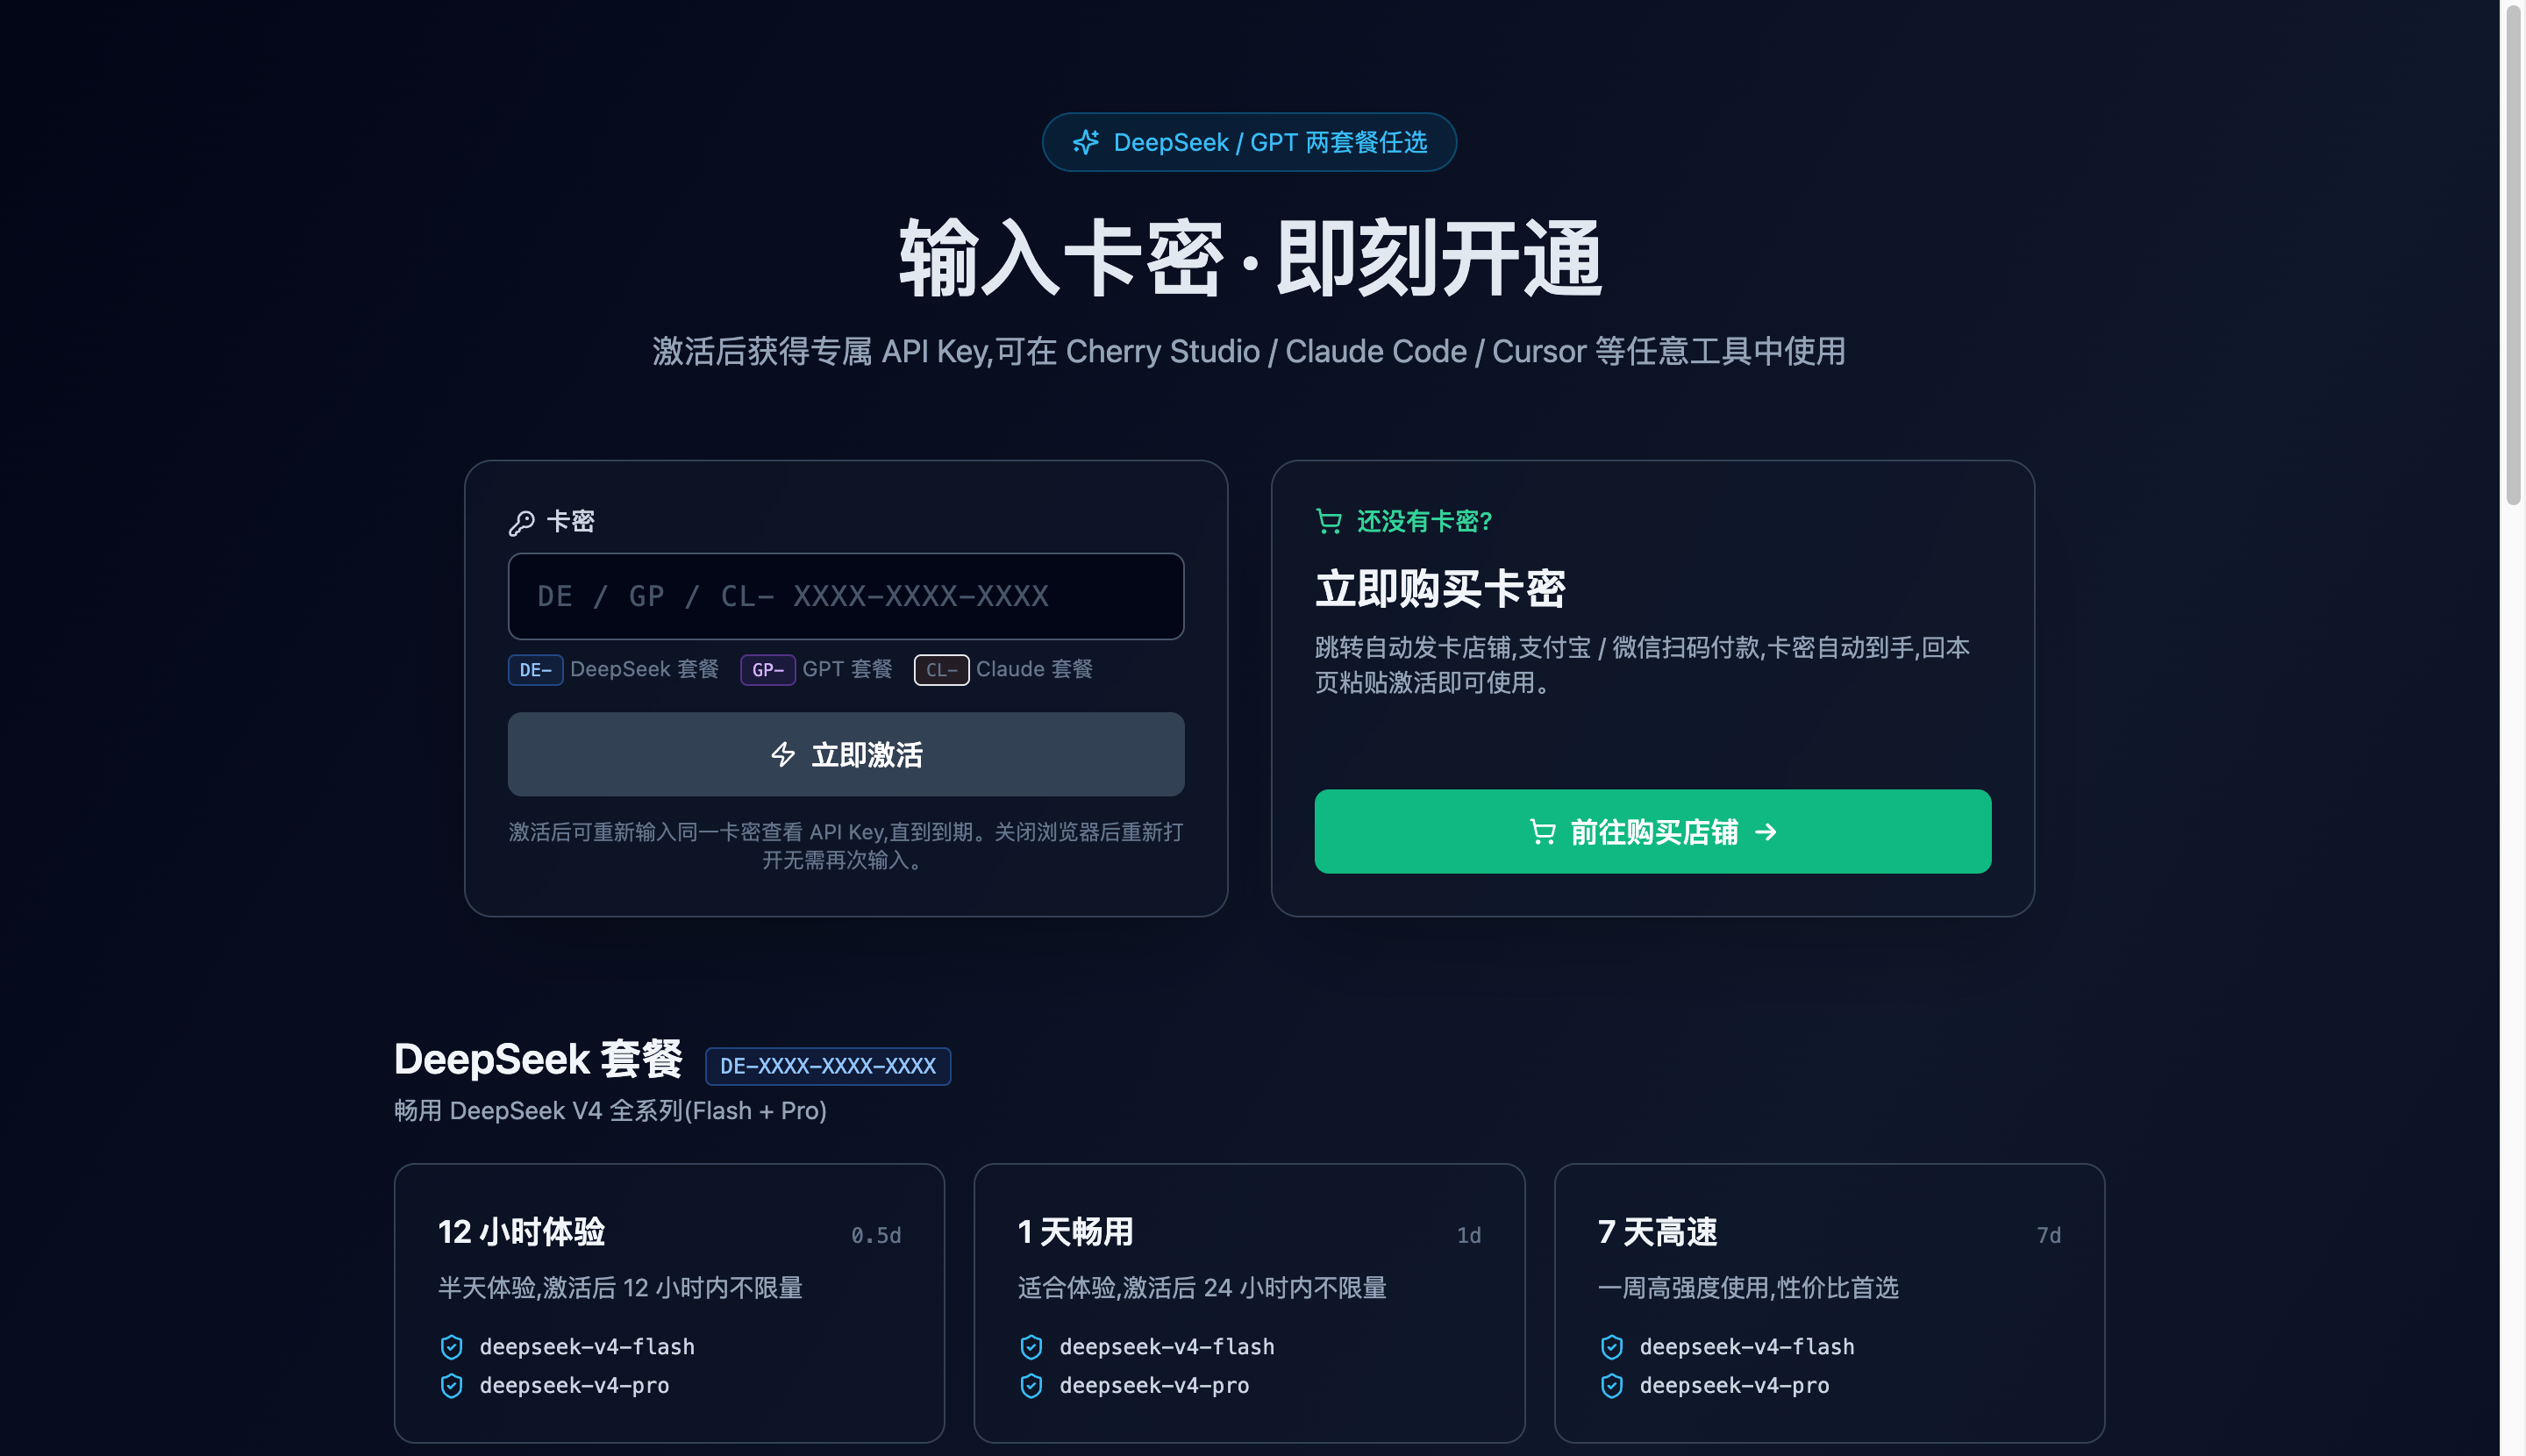 DeepSeek / GPT 两套餐任选
输入卡密·即刻开通
激活后获得专属 API Key,可在 Cherry Studio / Claude Code / Cursor 等任意工具中使用
卡密
DE / GP / CL- XXXX-XXXX-XXXX
DE- DeepSeek 套餐 GP- GPT 套餐 CL- Claude 套餐
立即激活
激活后可重新输入同一卡密查看 API Key,直到到期。关闭浏览器后重新打
开无需再次输入。
还没有卡密?
立即购买卡密
跳转自动发卡店铺,支付宝 / 微信扫码付款,卡密自动到手,回本
页粘贴激活即可使用。
前往购买店铺 →
DeepSeek 套餐 DE-XXXX-XXXX-XXXX
畅用 DeepSeek V4 全系列(Flash + Pro)
12 小时体验 0.5d
半天体验,激活后 12 小时内不限量
deepseek-v4-flash
deepseek-v4-pro
1 天畅用 1d
适合体验,激活后 24 小时内不限量
deepseek-v4-flash
deepseek-v4-pro
7 天高速 7d
一周高强度使用,性价比首选
deepseek-v4-flash
deepseek-v4-pro